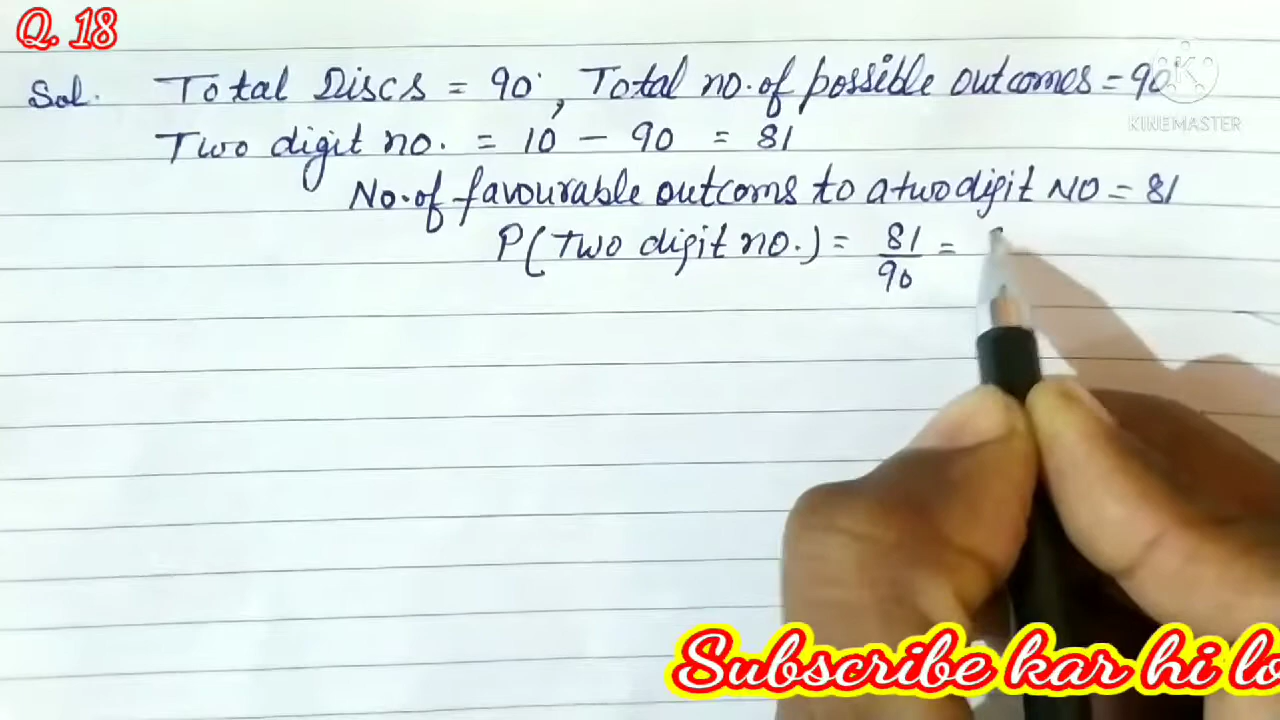 Q. 18
Sol. Total Discs = 90, Total no. of possible outcomes = 90
KINEMASTER
Two digit no. = 10 - 90 = 81
No. of favourable outcoms to a two digit NO = 81
P(Two digit no.) = 81/90 =
Subscribe kar hi lo